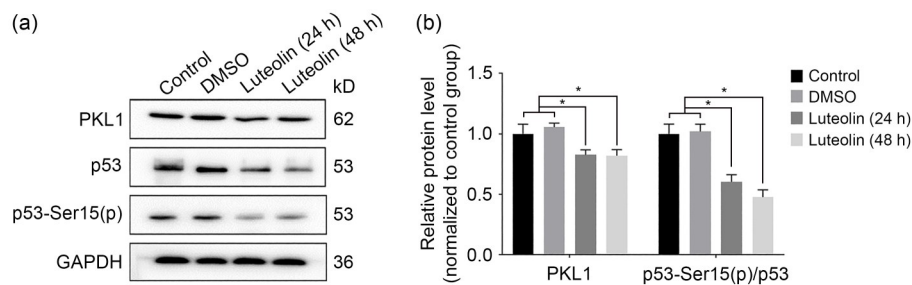 (a)
Control
DMSO
Luteolin (24 h)
Luteolin (48 h)
kD
PKL1
62
p53
53
p53-Ser15(p)
53
GAPDH
36
(b)
Relative protein level
(normalized to control group)
1.5
1.0
0.5
0.0
*
*
*
*
PKL1
p53-Ser15(p)/p53
Control
DMSO
Luteolin (24 h)
Luteolin (48 h)